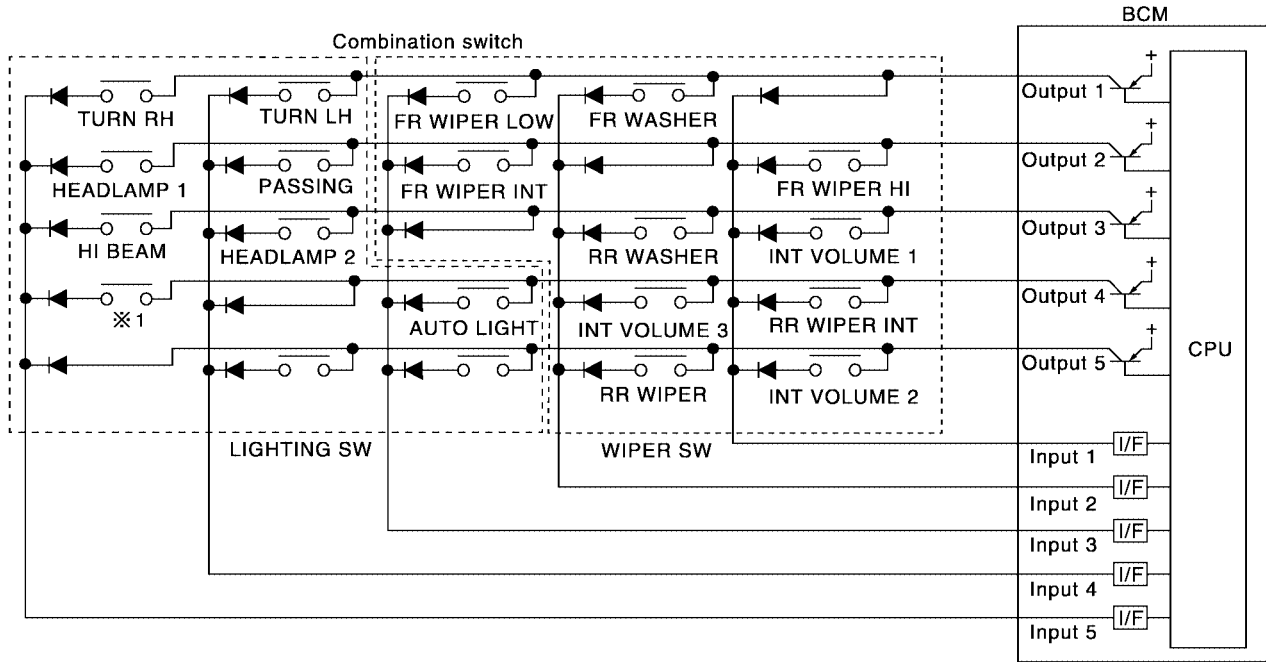 BCM
Combination switch
Output 1
TURN RH
TURN LH
FR WIPER LOW
FR WASHER
+
Output 2
HEADLAMP 1
PASSING
FR WIPER INT
FR WIPER HI
+
Output 3
HI BEAM
HEADLAMP 2
RR WASHER
INT VOLUME 1
+
Output 4
※1
AUTO LIGHT
INT VOLUME 3
RR WIPER INT
+
Output 5
RR WIPER
INT VOLUME 2
+
CPU
LIGHTING SW
WIPER SW
Input 1
I/F
Input 2
I/F
Input 3
I/F
Input 4
I/F
Input 5
I/F